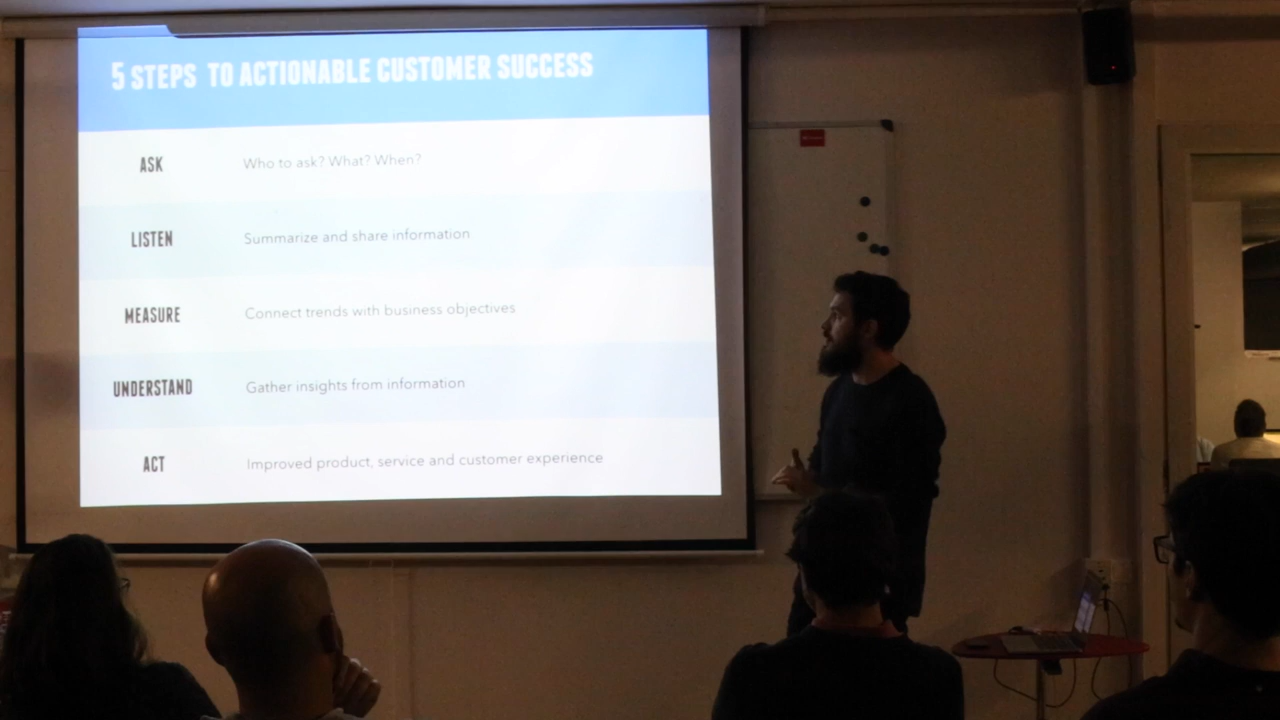 5 STEPS TO ACTIONABLE CUSTOMER SUCCESS
ASK Who to ask? What? When?
LISTEN Summarize and share information
MEASURE Connect trends with business objectives
UNDERSTAND Gather insights from information
ACT Improved product, service and customer experience